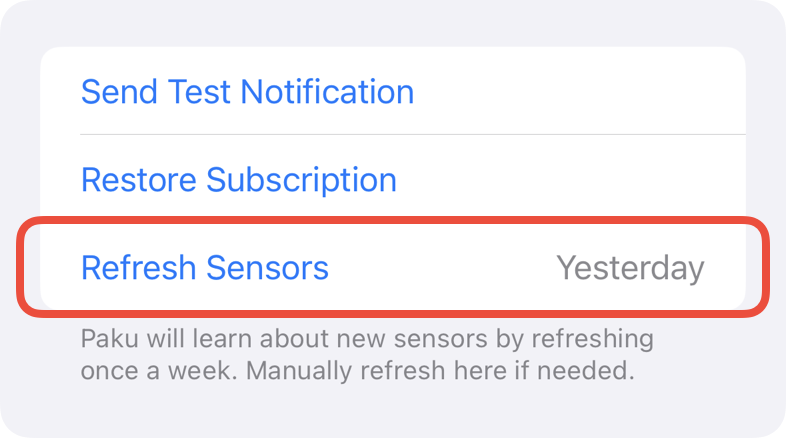 Send Test Notification
Restore Subscription
Refresh Sensors Yesterday
Paku will learn about new sensors by refreshing
once a week. Manually refresh here if needed.